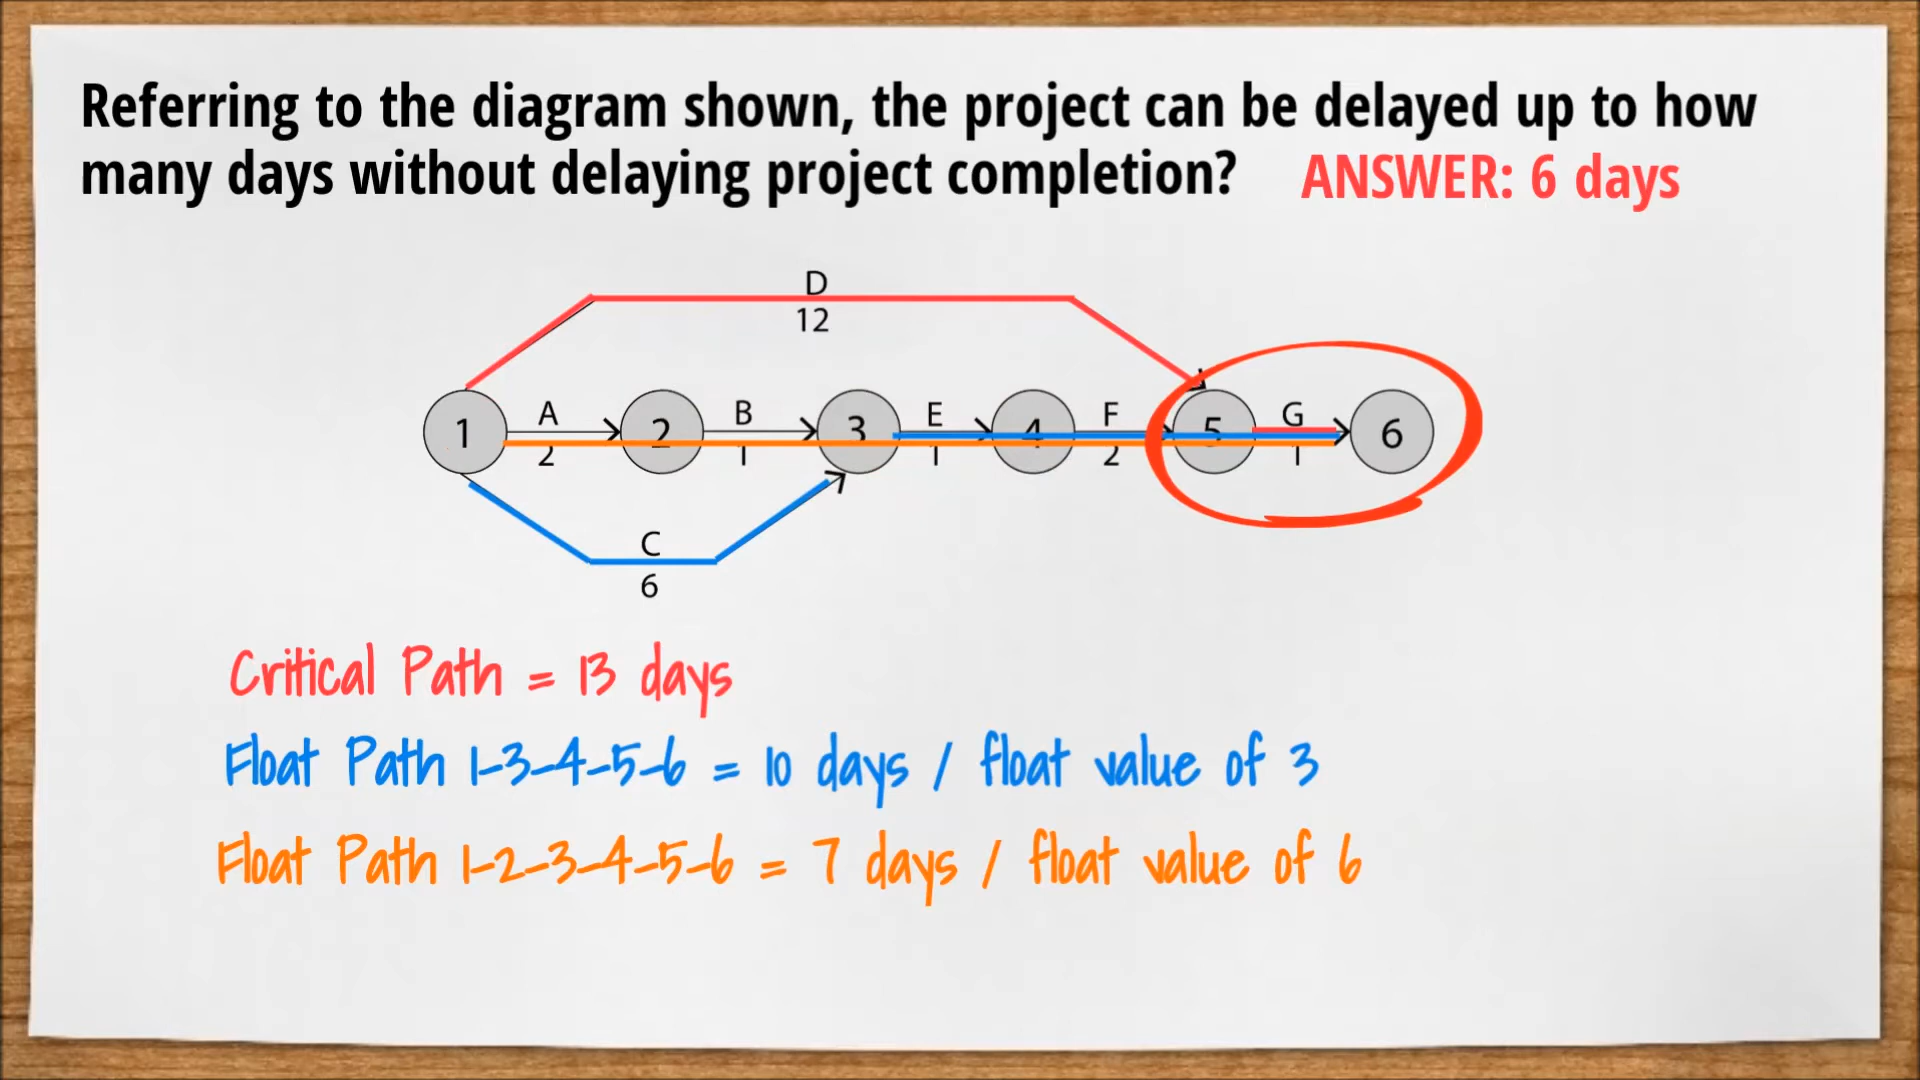 Referring to the diagram shown, the project can be delayed up to how
many days without delaying project completion? ANSWER: 6 days
D
12
1 A 2 B 3 E 4 F 5 G 6
2 1 1 2 1
C
6
Critical Path = 13 days
Float Path 1-3-4-5-6 = 10 days / float value of 3
Float Path 1-2-3-4-5-6 = 7 days / float value of 6